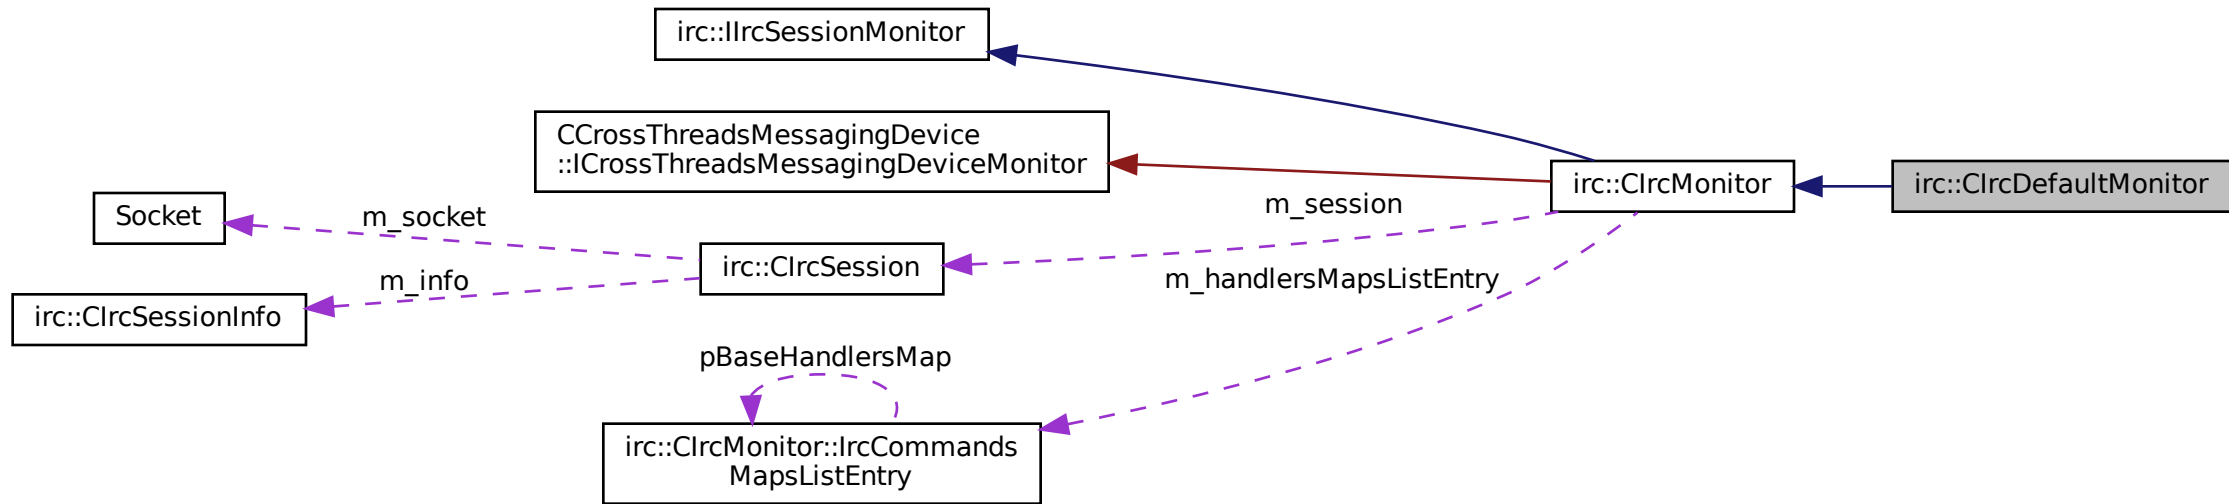 irc::IIrcSessionMonitor
CCrossThreadsMessagingDevice
::ICrossThreadsMessagingDeviceMonitor
irc::CIrcMonitor
irc::CIrcDefaultMonitor
Socket
m_socket
m_session
irc::CIrcSession
m_info
m_handlersMapsListEntry
irc::CIrcSessionInfo
pBaseHandlersMap
irc::CIrcMonitor::IrcCommands
MapsListEntry